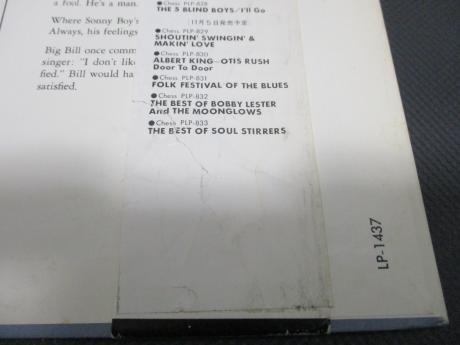 a fool. He's a man.
Where Sonny Boy's
Always, his feelings
Big Bill once comm
singer: "I don't like
fied." Bill would ha
satisfied.
●Chess PLP-828
THE 5 BLIND BOYS/I'll Go
(11月5日発売予定)
●Chess PLP-829
SHOUTIN' SWINGIN' &
MAKIN' LOVE
●Chess PLP-830
ALBERT KING—OTIS RUSH
Door To Door
●Chess PLP-831
FOLK FESTIVAL OF THE BLUES
●Chess PLP-832
THE BEST OF BOBBY LESTER
And THE MOONGLOWS
●Chess PLP-833
THE BEST OF SOUL STIRRERS
LP-1437